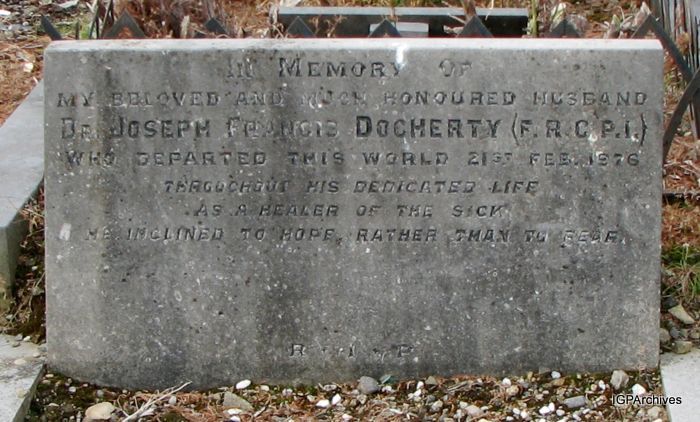 IN MEMORY OF
MY BELOVED AND MUCH HONOURED HUSBAND
DR. JOSEPH FRANCIS DOCHERTY (F.R.C.P.I.)
WHO DEPARTED THIS WORLD 21ST FEB. 1976
THROUGHOUT HIS DEDICATED LIFE
AS A HEALER OF THE SICK
HE INCLINED TO HOPE, RATHER THAN TO FEAR.
R.I.P.
IGPArchives